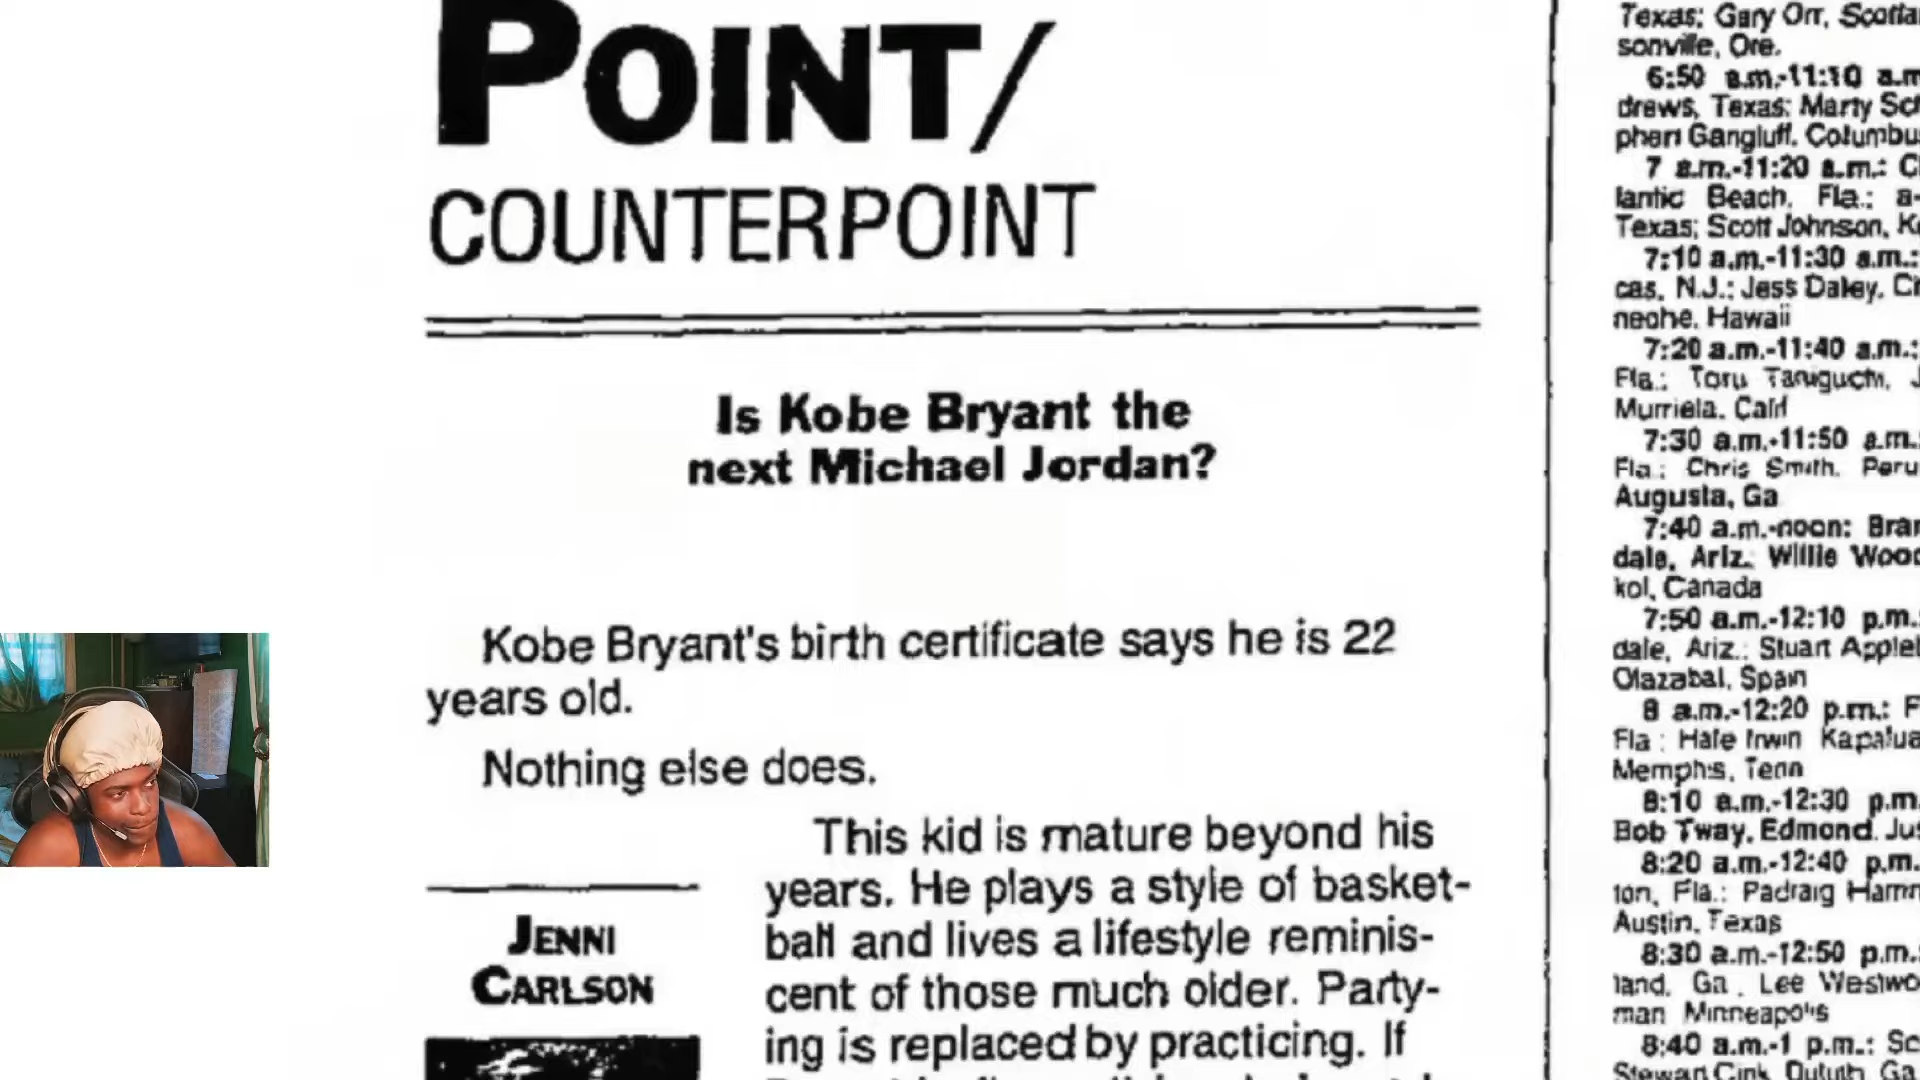 POINT/
COUNTERPOINT
Is Kobe Bryant the
next Michael Jordan?
Kobe Bryant's birth certificate says he is 22
years old.
Nothing else does.
This kid is mature beyond his
years. He plays a style of basket-
ball and lives a lifestyle reminis-
cent of those much older. Party-
ing is replaced by practicing. If
JENNI
CARLSON
Texas; Gary Orr,
sonville, Ore.
6:50 a.m.-11:10
drews, Texas; Marty
phen Gangluff, Columbus
7 a.m.-11:20 a.m.:
lantic Beach, Fla.; a-
Texas; Scott Johnson,
7:10 a.m.-11:30 a.m.:
cas, N.J.; Jess Daley,
neohe, Hawaii
7:20 a.m.-11:40 a.m.:
Fla.; Toru Taniguchi,
Murriela, Calif
7:30 a.m.-11:50 a.m.
Fla.; Chris Smith, Peru
Augusta, Ga
7:40 a.m.-noon:
dale, Ariz.; Willie
kol, Canada
7:50 a.m.-12:10 p.m.
dale, Ariz.; Stuart
Olazabal, Spain
8 a.m.-12:20 p.m.:
Fla; Hale Irwin Kapalua
Memphis, Tenn
8:10 a.m.-12:30 p.m.
Bob Tway, Edmond.
8:20 a.m.-12:40 p.m.
ton, Fla.; Padraig
Austin, Texas
8:30 a.m.-12:50 p.m.
land, Ga, Lee
man Minneapolis
8:40 a.m.-1 p.m.:
Stewart Cink, Duluth, Ga